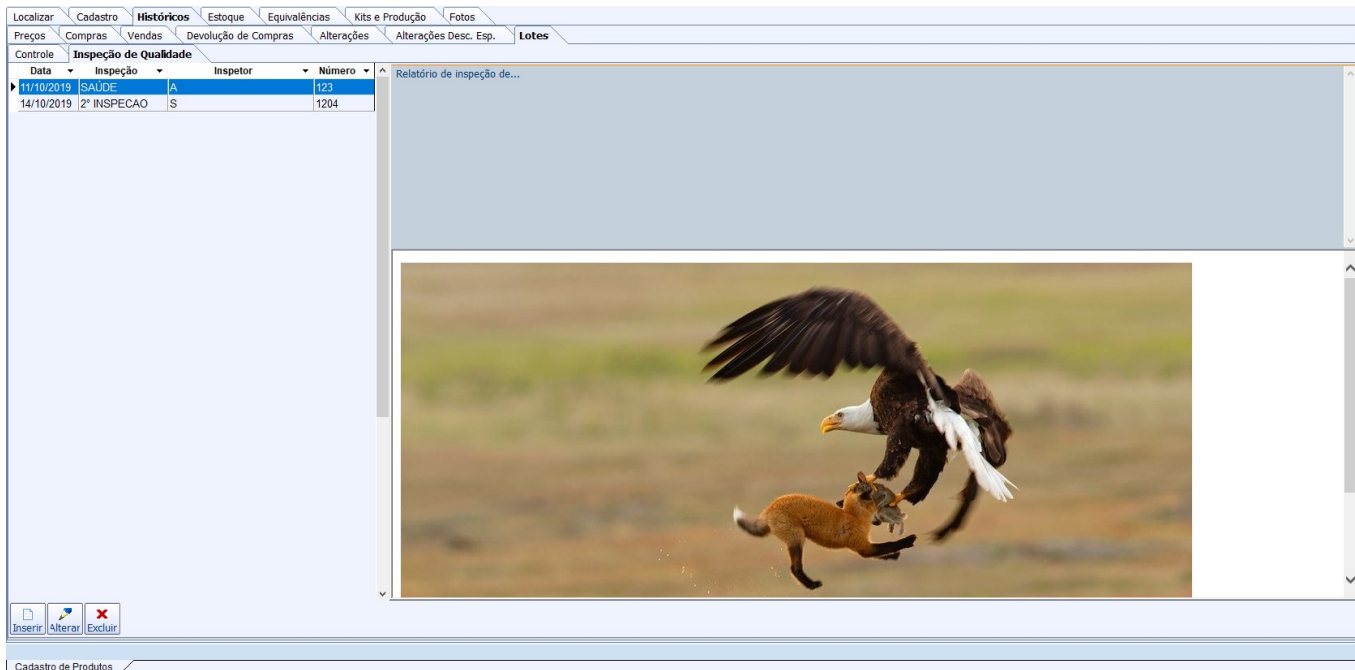 Localizar Cadastro Históricos Estoque Equivalências Kits e Produção Fotos
Preços Compras Vendas Devolução de Compras Alterações Alterações Desc. Esp. Lotes
Controle Inspeção de Qualidade
Data Inspeção Inspetor Número
11/10/2019 SAÚDE A 123
14/10/2019 2° INSPECAO S 1204
Relatório de inspeção de...
Inserir Alterar Excluir
Cadastro de Produtos